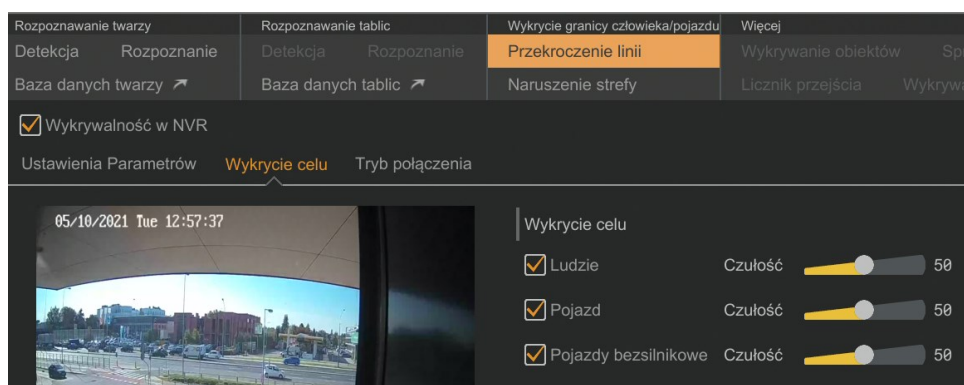 Rozpoznawanie twarzy
Rozpoznawanie tablic
Wykrycie granicy człowieka/pojazdu
Więcej
Detekcja Rozpoznanie
Detekcja Rozpoznanie
Przekroczenie linii
Wykrywanie obiektów
Baza danych twarzy
Baza danych tablic
Naruszenie strefy
Licznik przejścia
Wykrywalność w NVR
Ustawienia Parametrów Wykrycie celu Tryb połączenia
05/10/2021 Tue 12:57:37
Wykrycie celu
Ludzie Czułość 50
Pojazd Czułość 50
Pojazdy bezsilnikowe Czułość 50